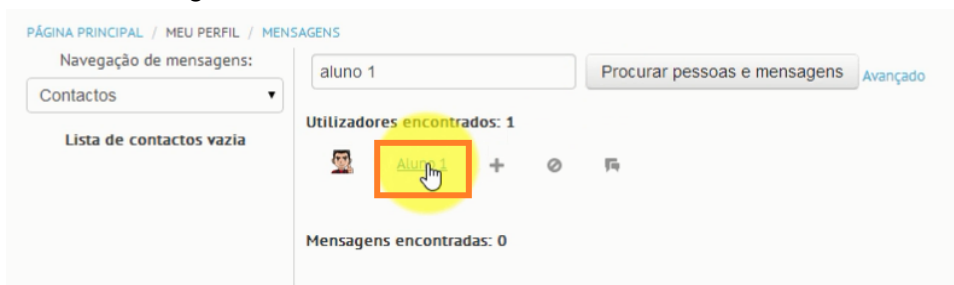 PÁGINA PRINCIPAL / MEU PERFIL / MENSAGENS
Navegação de mensagens:
Contactos
Lista de contactos vazia
aluno 1
Procurar pessoas e mensagens
Avançado
Utilizadores encontrados: 1
Aluno 1
Mensagens encontradas: 0